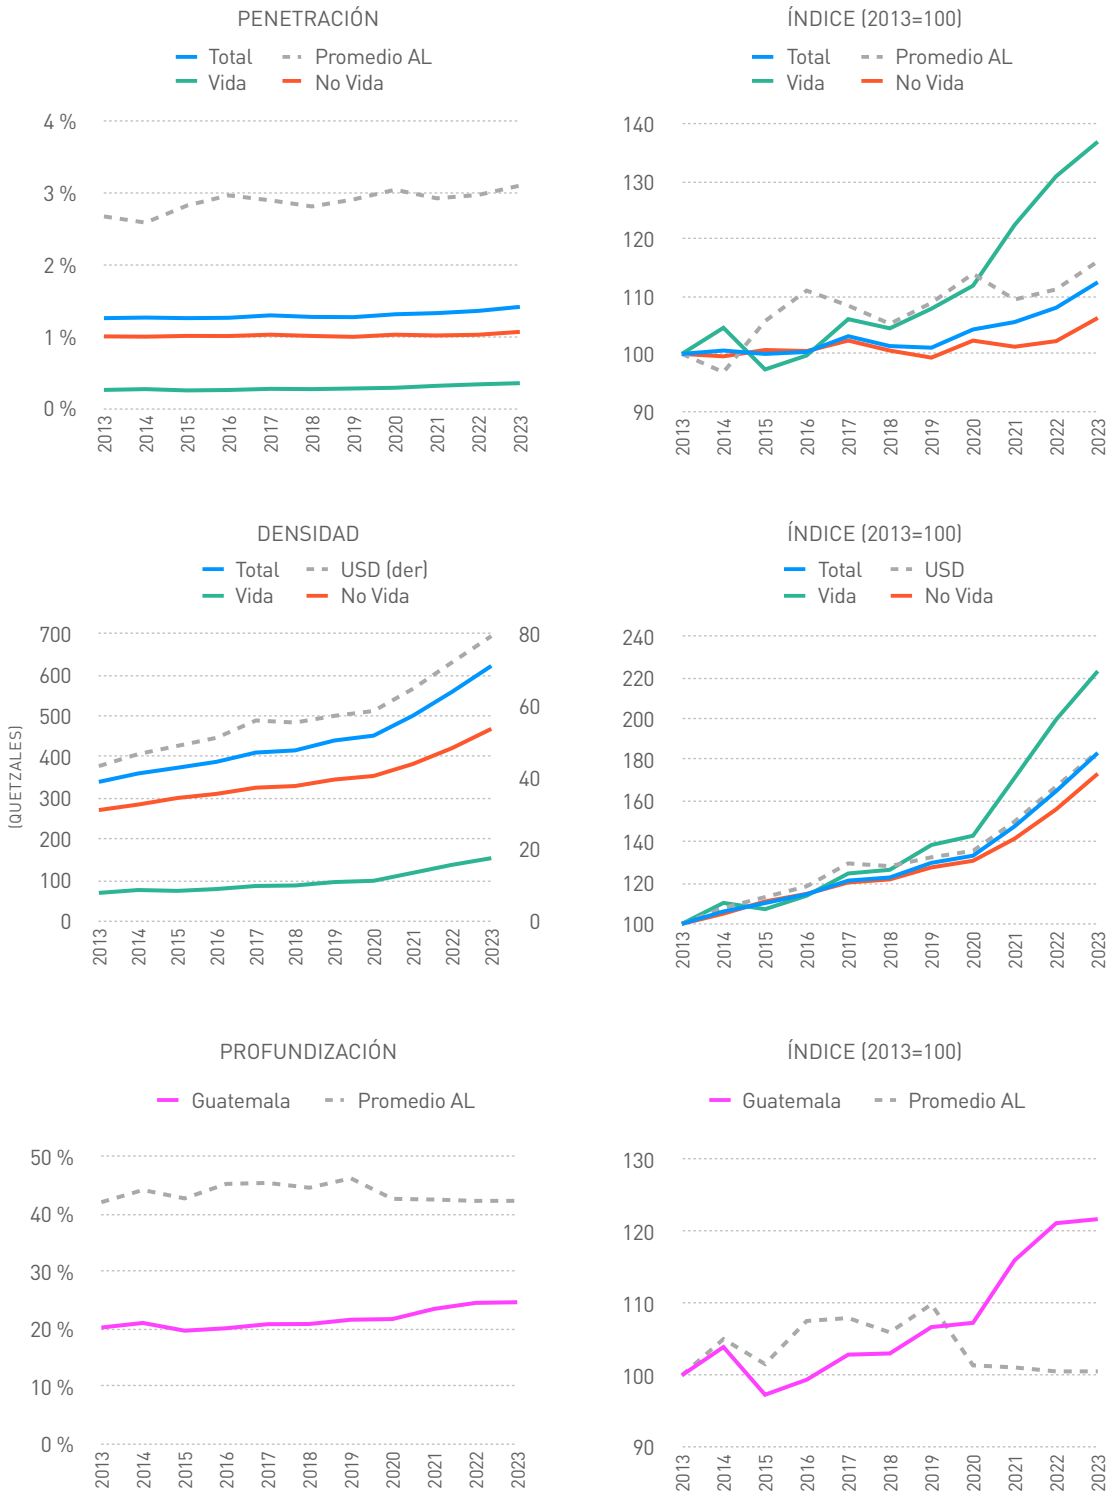 PENETRACIÓN
Total Promedio AL
Vida No Vida
4 %
3 %
2 %
1 %
0 %
2013 2014 2015 2016 2017 2018 2019 2020 2021 2022 2023
ÍNDICE (2013=100)
Total Promedio AL
Vida No Vida
140
130
120
110
100
90
2013 2014 2015 2016 2017 2018 2019 2020 2021 2022 2023
DENSIDAD
Total USD (der)
Vida No Vida
(QUETZALES)
700 80
600
500 60
400
300 40
200 20
100
0 0
2013 2014 2015 2016 2017 2018 2019 2020 2021 2022 2023
ÍNDICE (2013=100)
Total USD
Vida No Vida
240
220
200
180
160
140
120
100
2013 2014 2015 2016 2017 2018 2019 2020 2021 2022 2023
PROFUNDIZACIÓN
Guatemala Promedio AL
50 %
40 %
30 %
20 %
10 %
0 %
2013 2014 2015 2016 2017 2018 2019 2020 2021 2022 2023
ÍNDICE (2013=100)
Guatemala Promedio AL
130
120
110
100
90
2013 2014 2015 2016 2017 2018 2019 2020 2021 2022 2023